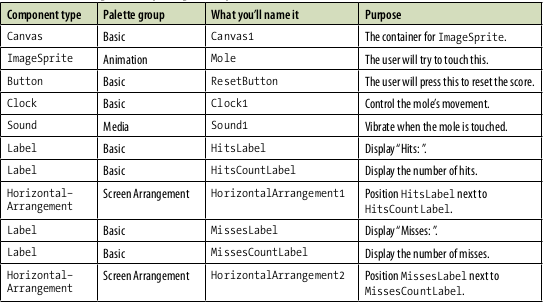 Component type Palette group What you'll name it Purpose
Canvas Basic Canvas1 The container for ImageSprite.
ImageSprite Animation Mole The user will try to touch this.
Button Basic ResetButton The user will press this to reset the score.
Clock Basic Clock1 Control the mole's movement.
Sound Media Sound1 Vibrate when the mole is touched.
Label Basic HitsLabel Display "Hits: ".
Label Basic HitsCountLabel Display the number of hits.
Horizontal- Screen Arrangement HorizontalArrangement1 Position HitsLabel next to
Arrangement HitsCountLabel.
Label Basic MissesLabel Display "Misses: ".
Label Basic MissesCountLabel Display the number of misses.
Horizontal- Screen Arrangement HorizontalArrangement2 Position MissesLabel next to
Arrangement MissesCountLabel.